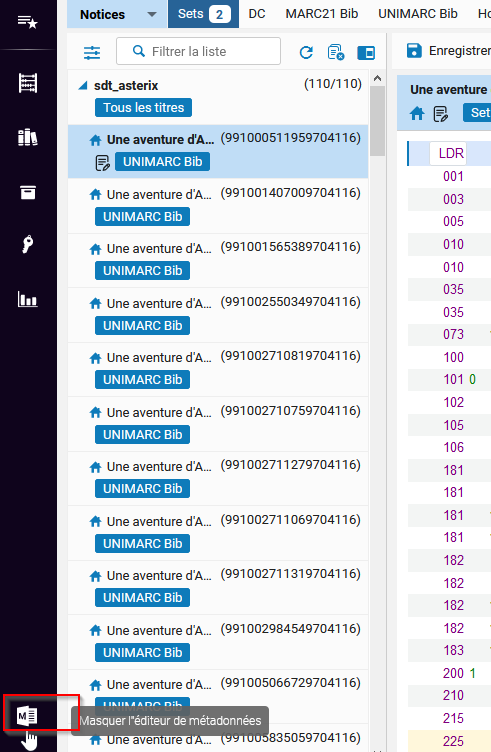 Notices Sets 2 DC MARC21 Bib UNIMARC Bib
Filtrer la liste Enregistrer
sdt_asterix (110/110)
Tous les titres
Une aventure d'A... (991000511959704116)
UNIMARC Bib
Une aventure d'A... (991001407009704116)
UNIMARC Bib
Une aventure d'A... (991001565389704116)
UNIMARC Bib
Une aventure d'A... (991002550349704116)
UNIMARC Bib
Une aventure d'A... (991002710819704116)
UNIMARC Bib
Une aventure d'A... (991002710759704116)
UNIMARC Bib
Une aventure d'A... (991002711279704116)
UNIMARC Bib
Une aventure d'A... (991002711069704116)
UNIMARC Bib
Une aventure d'A... (991002711319704116)
UNIMARC Bib
Une aventure d'A... (991002984549704116)
UNIMARC Bib
Une aventure d'A... (991005066729704116)
UNIMARC Bib
Masquer l"éditeur de métadonnées
Une aventure d'A... (991005835059704116)
Une aventure
Set
LDR
001
003
005
010
010
035
035
073
100
101 0
102
105
106
181
181
181
181
182
182
182
182
183
200 1
210
215
225